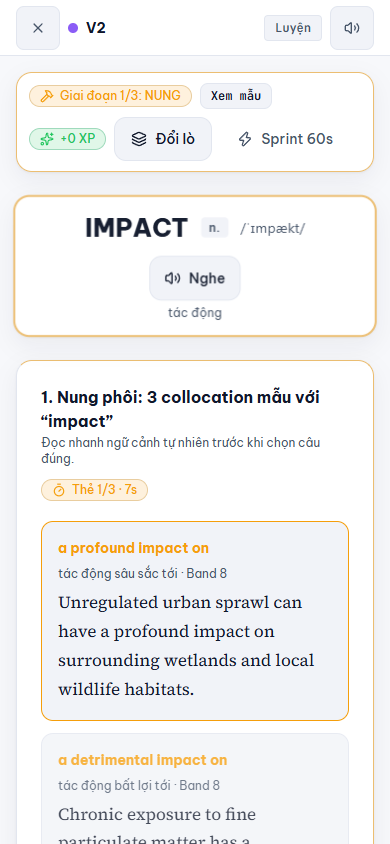 V2
Luyện
Giai đoạn 1/3: NUNG
Xem mẫu
+0 XP
Đổi lò
Sprint 60s
IMPACT n. /ˈɪmpækt/
Nghe
tác động
1. Nung phôi: 3 collocation mẫu với
“impact”
Đọc nhanh ngữ cảnh tự nhiên trước khi chọn câu
đúng.
Thẻ 1/3 · 7s
a profound impact on
tác động sâu sắc tới · Band 8
Unregulated urban sprawl can
have a profound impact on
surrounding wetlands and local
wildlife habitats.
a detrimental impact on
tác động bất lợi tới · Band 8
Chronic exposure to fine
particulate matter has a